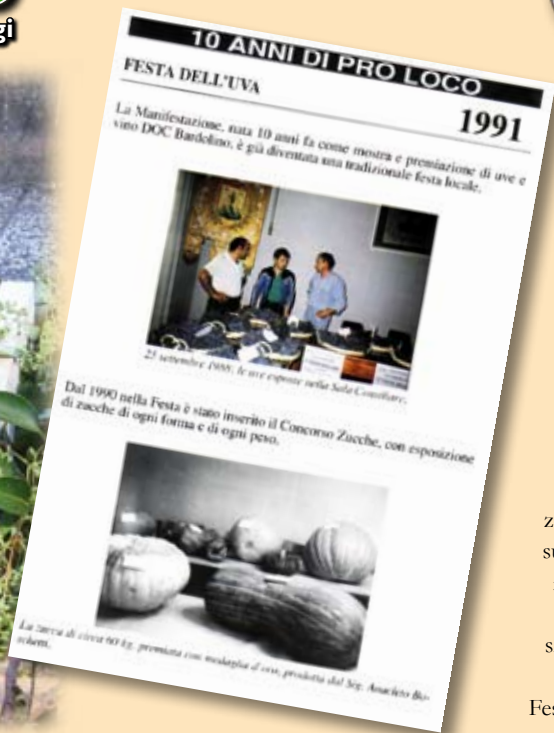 gi
10 ANNI DI PRO LOCO
FESTA DELL'UVA
1991
La Manifestazione, nata 10 anni fa come mostra e premiazione di uve e
vino DOC Bardolino, è già diventata una tradizionale festa locale.
25 settembre 1988: le uve esposte nella Sala Consiliare.
Dal 1990 nella Festa è stato inserito il Concorso Zucche, con esposizione
di zucche di ogni forma e di ogni peso.
La zucca di circa 60 kg. premiata con medaglia d'oro, prodotta dal Sig. Anacleto Bo-
schetti.
z
su
s
Fes